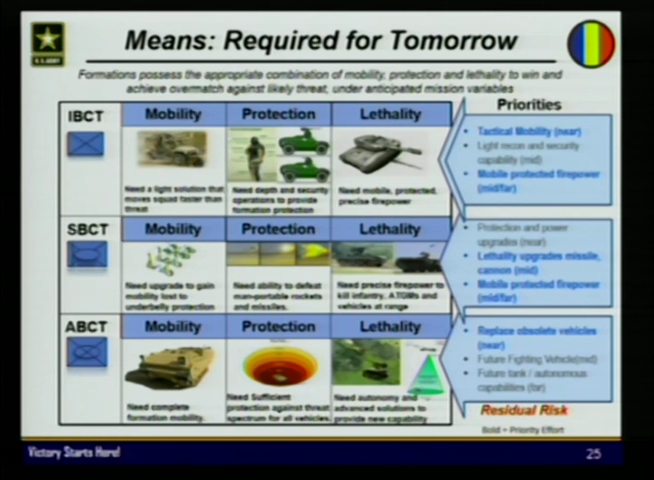 U.S. ARMY
Means: Required for Tomorrow
Formations possess the appropriate combination of mobility, protection and lethality to win and
achieve overmatch against likely threat, under anticipated mission variables
IBCT
Mobility
Protection
Lethality
Need a light solution that
moves squad faster than
threat
Need depth and security
operations to provide
formation protection
Need mobile, protected,
precise firepower
Priorities
• Tactical Mobility (near)
• Light recon and security
capability (mid)
• Mobile protected firepower
(mid/far)
SBCT
Mobility
Protection
Lethality
Need upgrade to gain
mobility lost to
underbelly protection
Need ability to defeat
man-portable rockets
and missiles.
Need precise firepower to
kill infantry, ATGMs and
vehicles at range
• Protection and power
upgrades (near)
• Lethality upgrades missile,
cannon (mid)
• Mobile protected firepower
(mid/far)
ABCT
Mobility
Protection
Lethality
Need complete
formation mobility.
Need Sufficient
protection against threat
spectrum for all vehicles.
Need autonomy and
advanced solutions to
provide new capability
• Replace obsolete vehicles
(near)
• Future Fighting Vehicle(mid)
• Future tank / autonomous
capabilities (far)
Residual Risk
Bold = Priority Effort
Victory Starts Here!
25